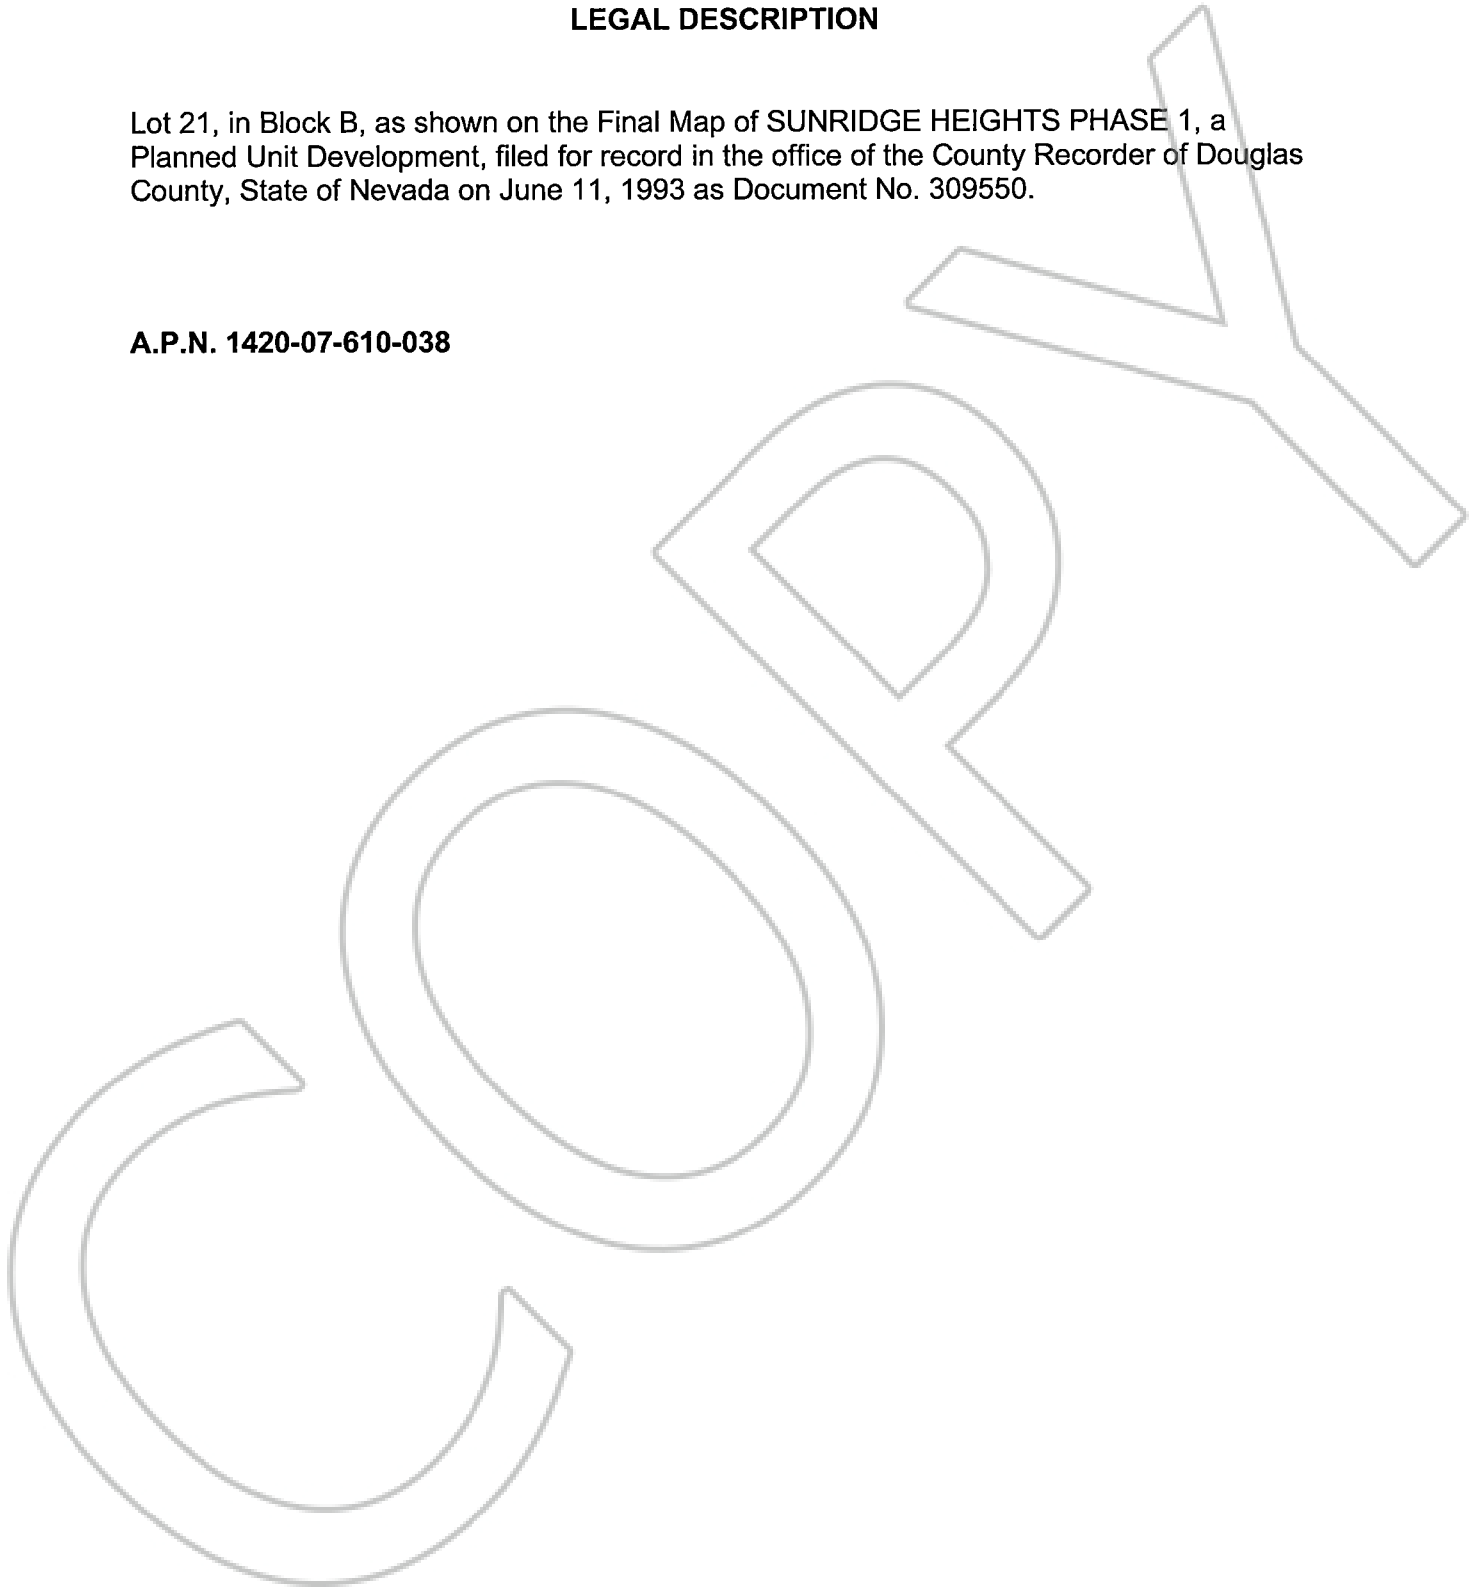 LEGAL DESCRIPTION
Lot 21, in Block B, as shown on the Final Map of SUNRIDGE HEIGHTS PHASE 1, a
Planned Unit Development, filed for record in the office of the County Recorder of Douglas
County, State of Nevada on June 11, 1993 as Document No. 309550.
A.P.N. 1420-07-610-038
COPY